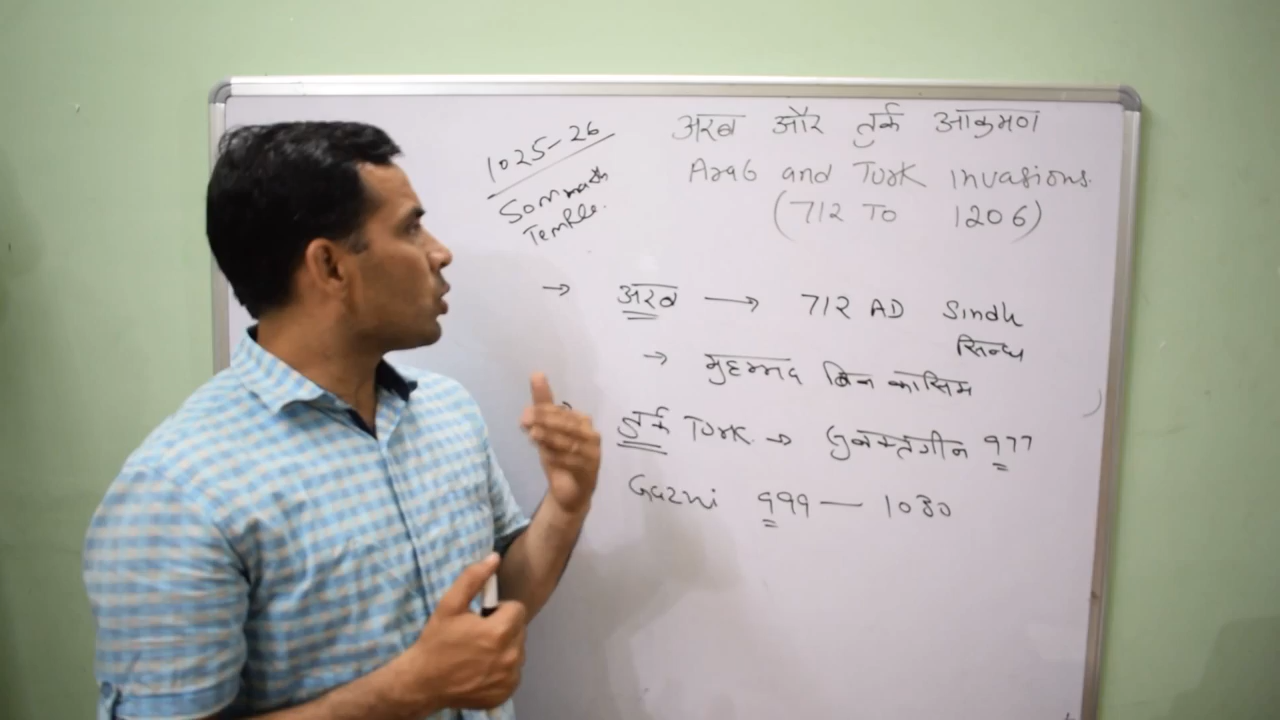 1025-26
Somnath
Temple.
अरब और तुर्क आक्रमण
Arab and Turk Invasions.
(712 To 1206)
→ अरब → 712 AD Sindh
सिन्ध
→ मुहम्मद बिन कासिम
तुर्क Turk → सुबक्तगीन 977
Gazni 999 — 1030